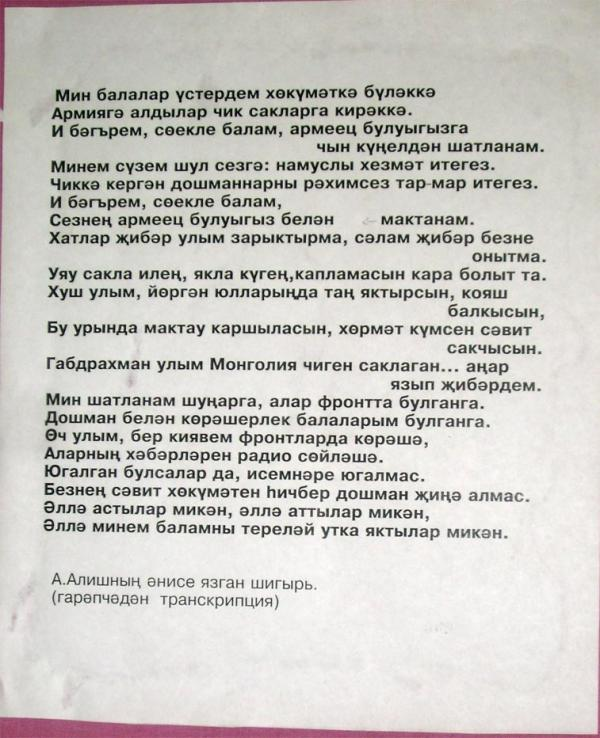 Мин балалар үстердем хөкүмәткә бүләккә
Армиягә алдылар чик сакларга кирәккә.
И бәгърем, сөекле балам, армеец булуыгызга
чын күңелдән шатланам.
Минем сүзем шул сезгә: намуслы хезмәт итегез.
Чиккә кергән дошманнарны рәхимсез тар-мар итегез.
И бәгърем, сөекле балам,
Сезнең армеец булуыгыз белән мактанам.
Хатлар җибәр улым зарыктырма, сәлам җибәр безне
онытма.
Уяу сакла илең, якла күгең,капламасын кара болыт та.
Хуш улым, йөргән юлларыңда таң яктырсын, кояш
балкысын,
Бу урында мактау каршыласын, хөрмәт күмсен сәвит
сакчысын.
Габдрахман улым Монголия чиген саклаган... аңар
язып җибәрдем.
Мин шатланам шуңарга, алар фронтта булганга.
Дошман белән көрәшерлек балаларым булганга.
Өч улым, бер киявем фронтларда көрәшә,
Аларның хәбәрләрен радио сөйләшә.
Югалган булсалар да, исемнәре югалмас.
Безнең сәвит хөкүмәтен һичбер дошман җиңә алмас.
Әллә астылар микән, әллә аттылар микән,
Әллә минем баламны тереләй утка яктылар микән.
А.Алишның әнисе язган шигырь.
(гарәпчәдән транскрипция)